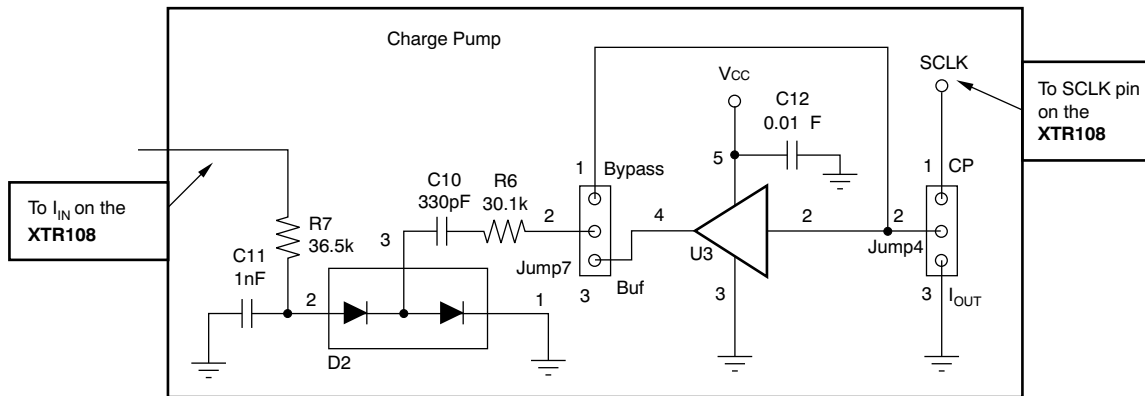 Charge Pump
SCLK
To SCLK pin
on the
XTR108
VCC
C12
0.01 F
5
1
Bypass
1
CP
C10
330pF
R6
30.1k
To IIN on the
XTR108
R7
36.5k
3
2
4
2
2
U3
Jump4
C11
1nF
Jump7
Buf
3
3
3
IOUT
2
1
D2